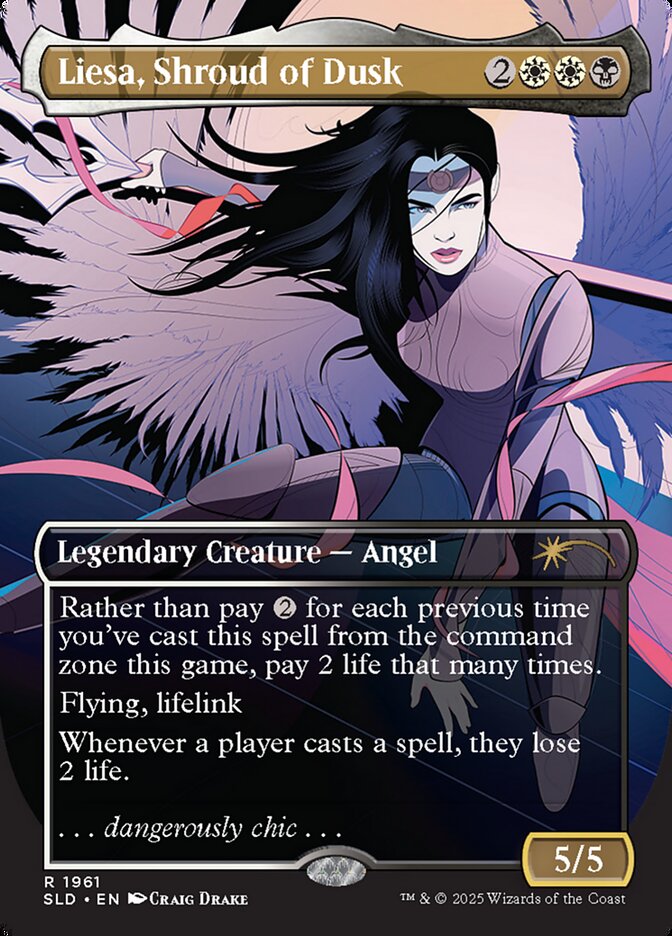 Liesa, Shroud of Dusk 2
Legendary Creature — Angel
Rather than pay 2 for each previous time
you've cast this spell from the command
zone this game, pay 2 life that many times.
Flying, lifelink
Whenever a player casts a spell, they lose
2 life.
. . . dangerously chic . . .
5/5
R 1961
SLD • EN Craig Drake
™ & © 2025 Wizards of the Coast